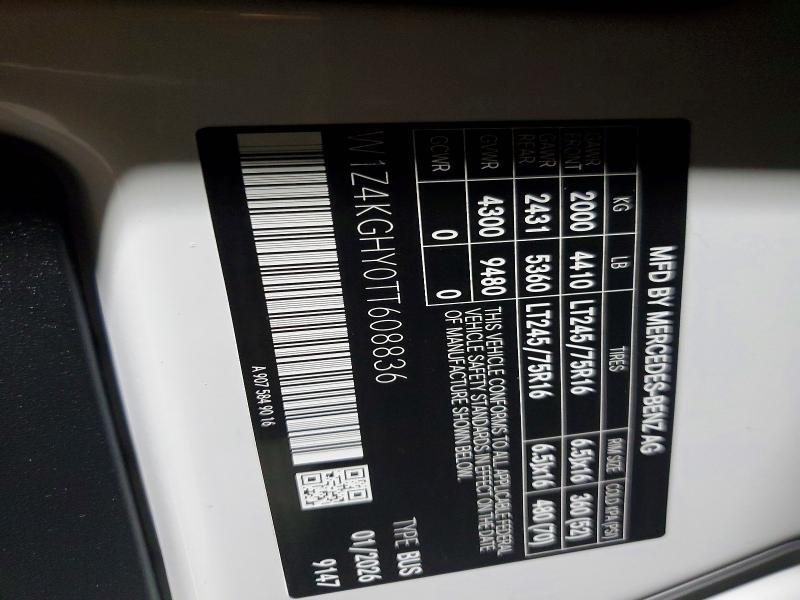 MFD BY MERCEDES-BENZ AG
KG LB TIRES RIM SIZE COLD KPA (PSI)
GAWR FRONT 2000 4410 LT245/75R16 6.5Jx16 360 (52)
GAWR REAR 2431 5360 LT245/75R16 6.5Jx16 480 (70)
GVWR 4300 9480
GCWR 0 0
THIS VEHICLE CONFORMS TO ALL APPLICABLE FEDERAL
VEHICLE SAFETY STANDARDS IN EFFECT ON THE DATE
OF MANUFACTURE SHOWN BELOW.
W1Z4KGHY0TT608836
TYPE BUS
01/2026
9147
A 907 584 90 16